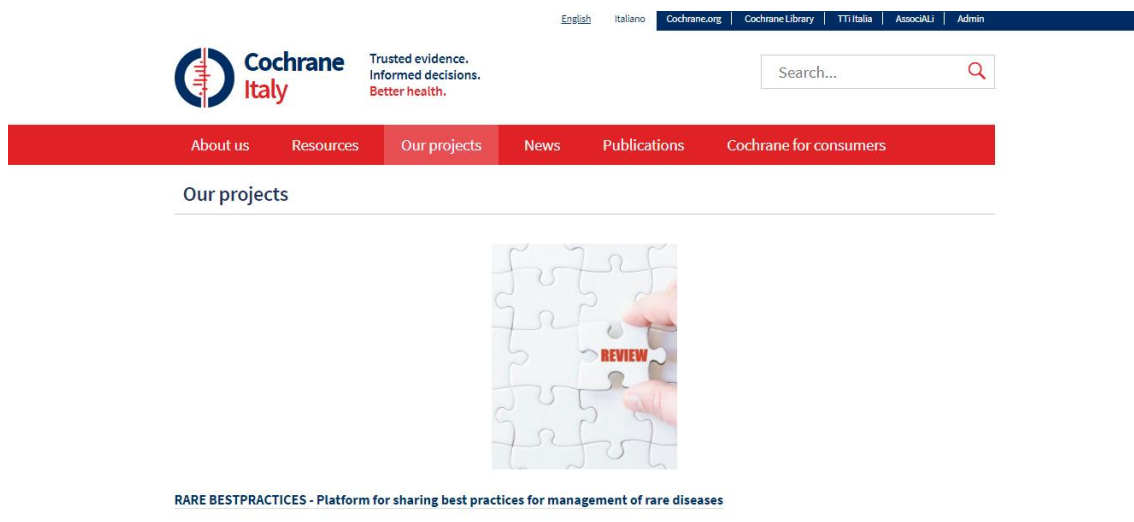 English Italiano Cochrane.org Cochrane Library TTi Italia AssociALi Admin
Cochrane
Italy
Trusted evidence.
Informed decisions.
Better health.
Search...
About us Resources Our projects News Publications Cochrane for consumers
Our projects
REVIEW
RARE BESTPRACTICES - Platform for sharing best practices for management of rare diseases